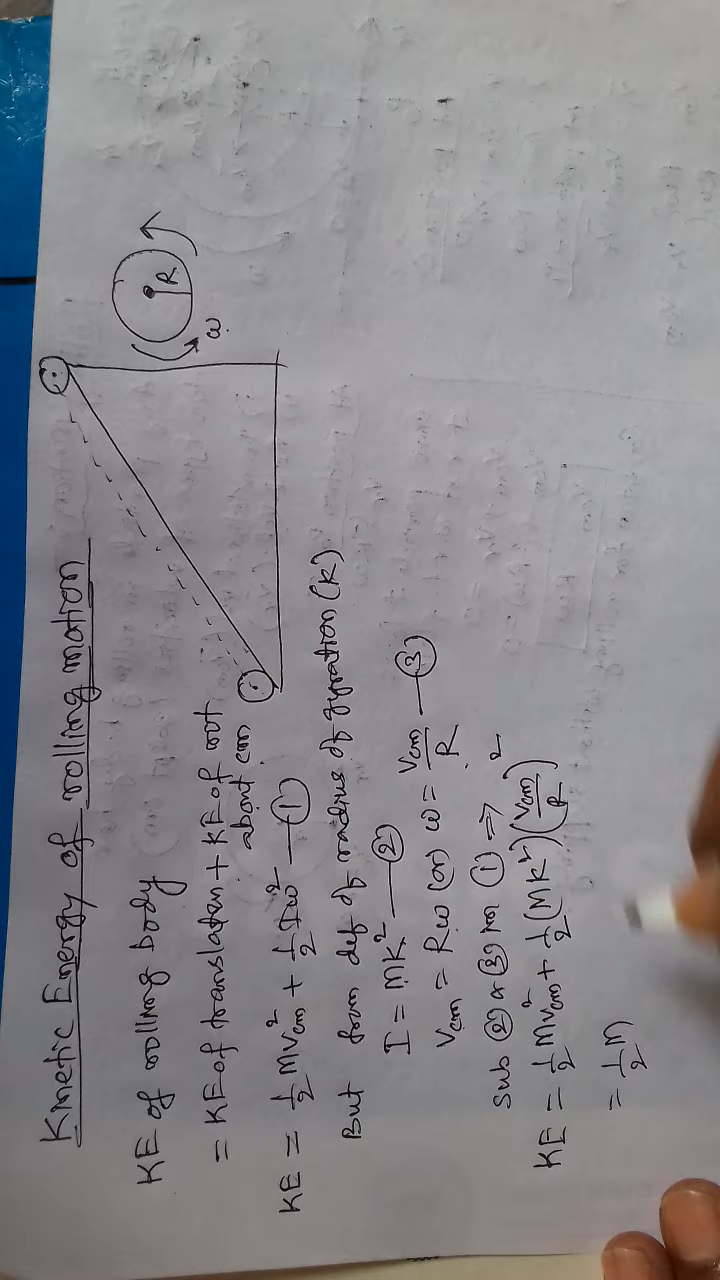 Kinetic Energy of rolling motion
KE of rolling body
= KE of translation + KE of rot
about cm
KE = ½ MVcm² + ½ Iω² — ①
R
ω
But from def of radius of gyration (K)
I = MK² — ②
Vcm = Rω (or) ω = Vcm/R — ③
Sub ② & ③ in ① ⇒
KE = ½ MVcm² + ½ (MK²) (Vcm/R)²
= ½ M